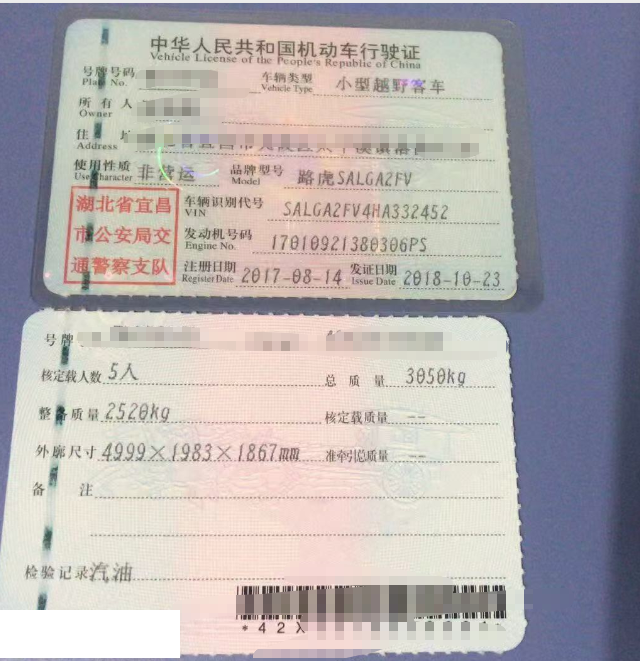 中华人民共和国机动车行驶证
Vehicle License of the People's Republic of China
号牌号码 车辆类型 小型越野客车
Plate No. Vehicle Type
所有人
Owner
住址
Address
使用性质 非营运 品牌型号 路虎SALGA2FV
Use Character Model
湖北省宜昌
市公安局交
通警察支队
车辆识别代号 SALGA2FV4HA332452
VIN
发动机号码 17010921380306PS
Engine No.
注册日期 2017-08-14 发证日期 2018-10-23
Register Date Issue Date
号牌
核定载人数 5人 总质量 3050kg
整备质量 2520kg 核定载质量 --
外廓尺寸 4999×1983×1867mm 准牵引总质量 --
备注
检验记录 汽油
*42